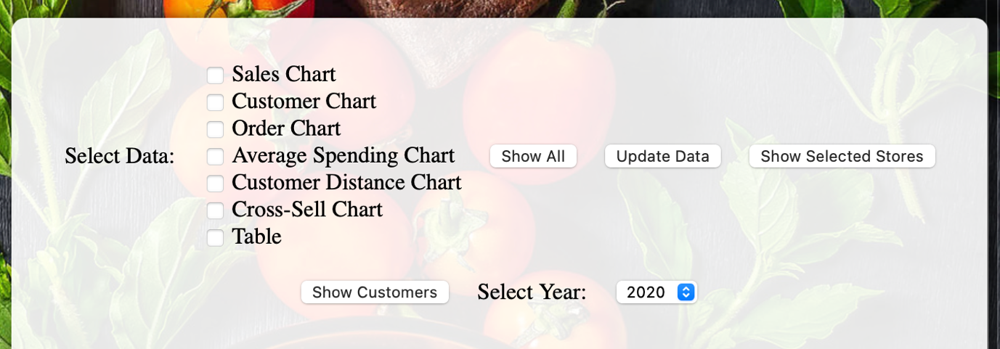 Sales Chart
Customer Chart
Order Chart
Select Data: Average Spending Chart Show All Update Data Show Selected Stores
Customer Distance Chart
Cross-Sell Chart
Table
Show Customers Select Year: 2020